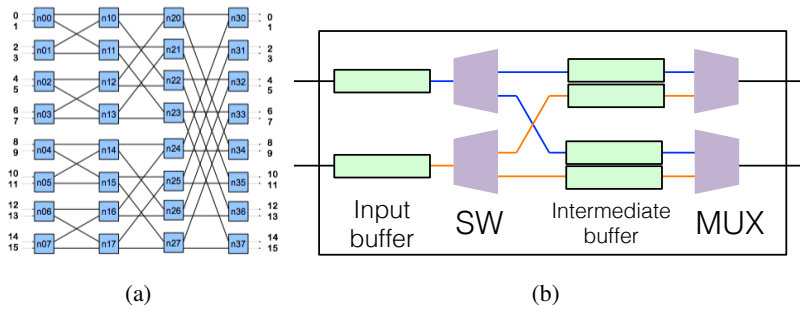 0 n00 n10 n20 n30 0
1 1
2 n01 n11 n21 n31 2
3 3
4 n02 n12 n22 n32 4
5 5
6 n03 n13 n23 n33 6
7 7
8 n04 n14 n24 n34 8
9 9
10 n05 n15 n25 n35 10
11 11
12 n06 n16 n26 n36 12
13 13
14 n07 n17 n27 n37 14
15 15
(a)
Input
buffer
SW
Intermediate
buffer
MUX
(b)